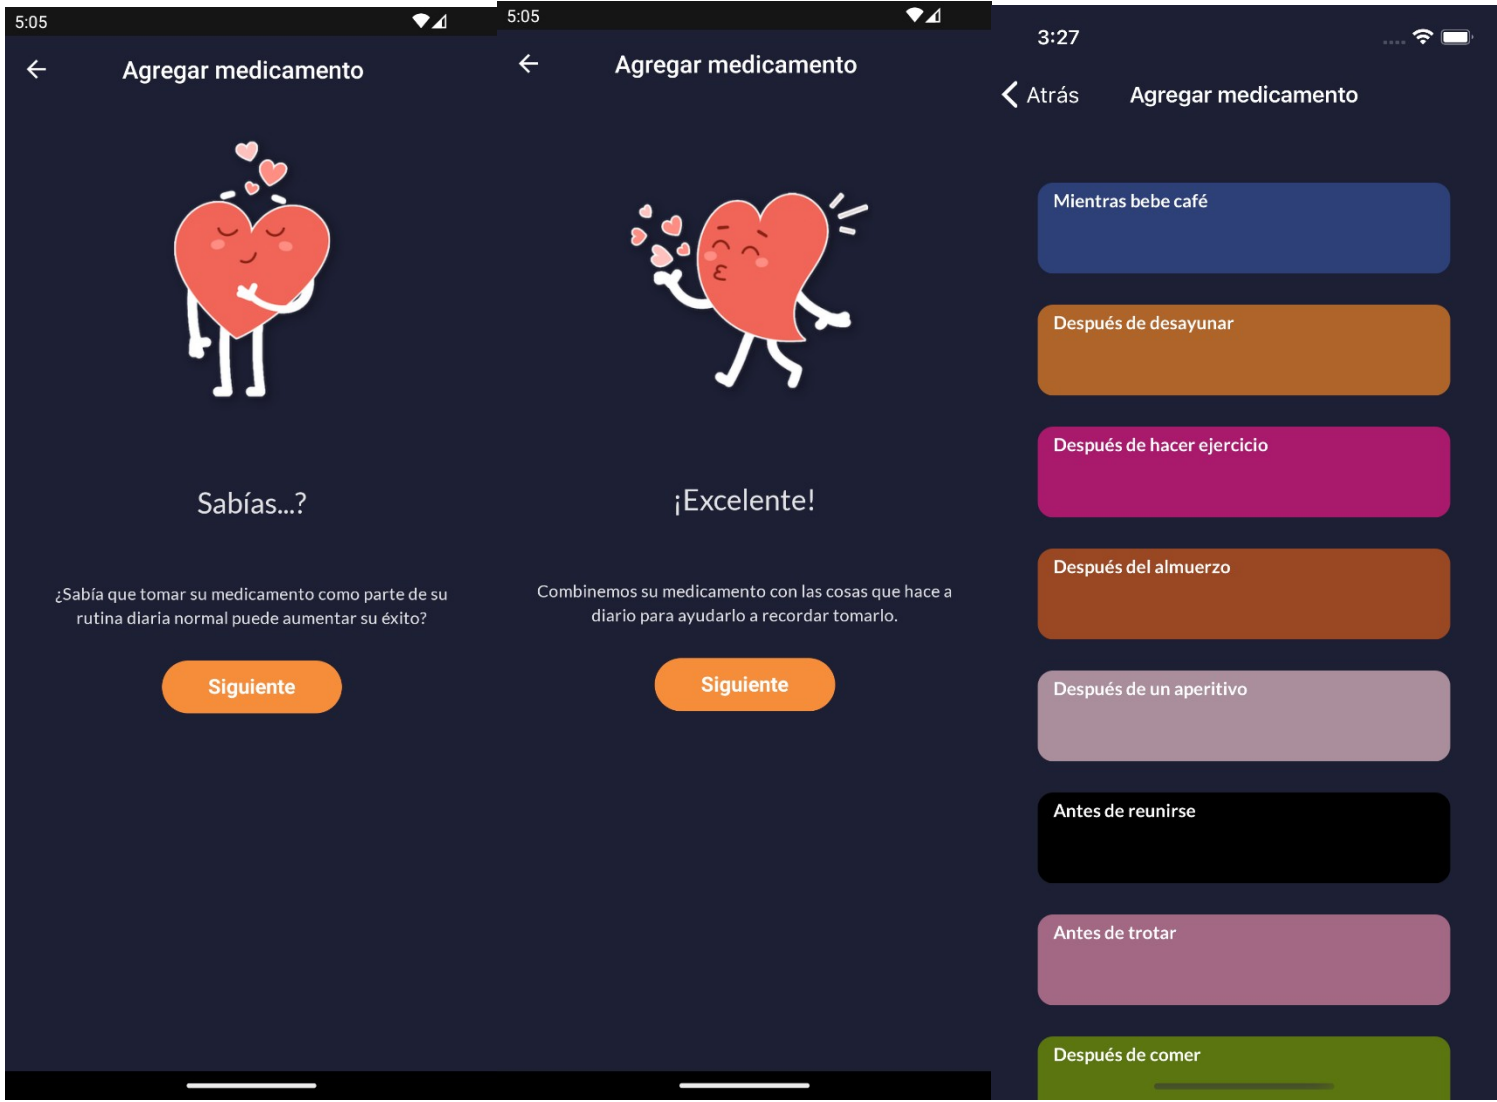 5:05
Agregar medicamento
Sabías...?
¿Sabía que tomar su medicamento como parte de su
rutina diaria normal puede aumentar su éxito?
Siguiente
5:05
Agregar medicamento
¡Excelente!
Combinemos su medicamento con las cosas que hace a
diario para ayudarlo a recordar tomarlo.
Siguiente
3:27
Atrás
Agregar medicamento
Mientras bebe café
Después de desayunar
Después de hacer ejercicio
Después del almuerzo
Después de un aperitivo
Antes de reunirse
Antes de trotar
Después de comer